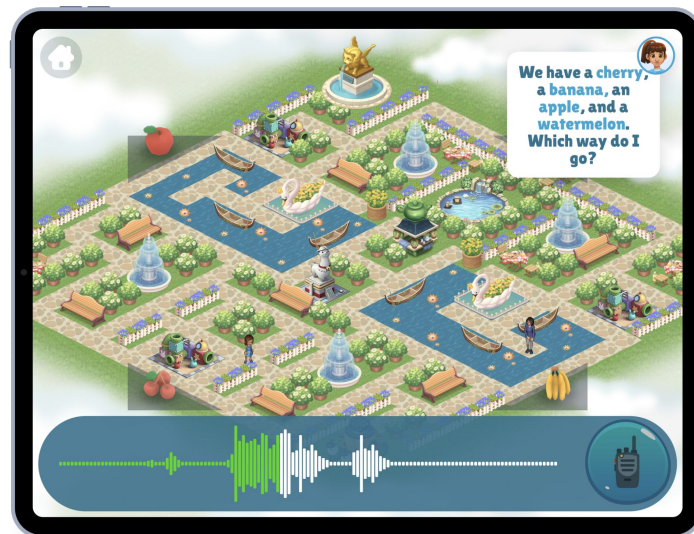 We have a cherry,
a banana, an
apple, and a
watermelon.
Which way do I
go?